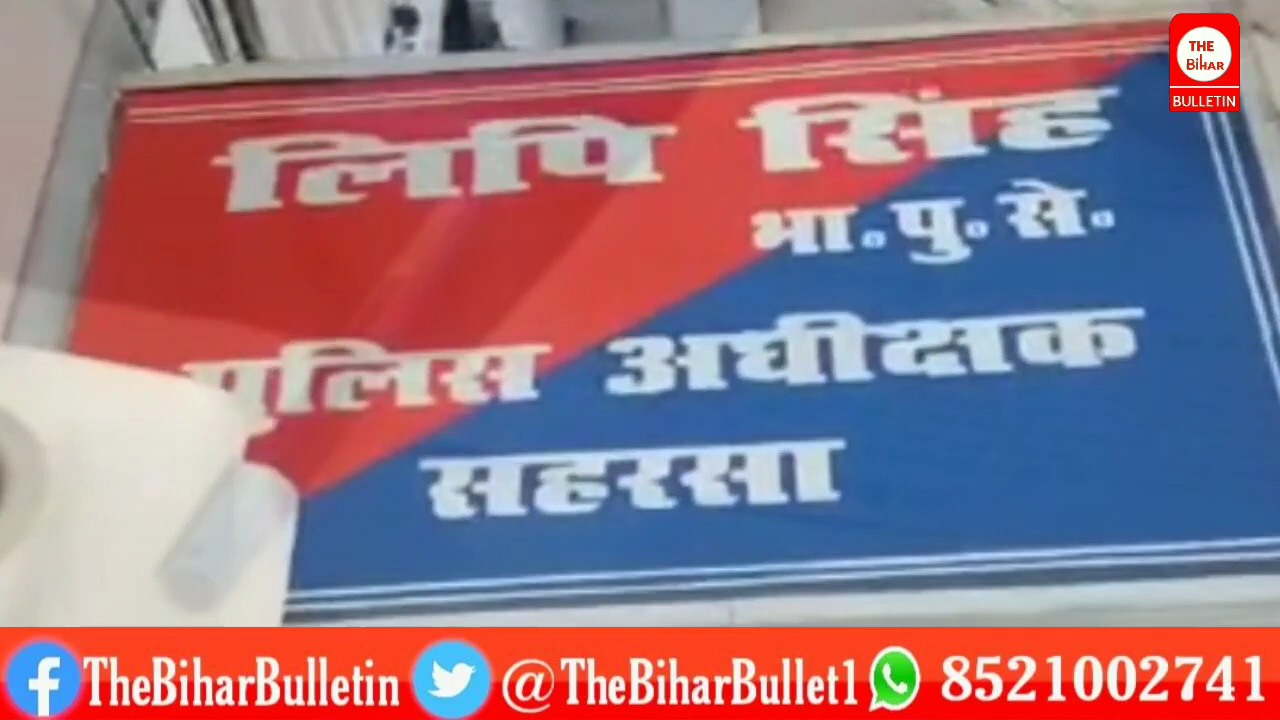 THE
BiHAR
BULLETIN
लिपि सिंह
भा.पु.से.
पुलिस अधीक्षक
सहरसा
TheBiharBulletin @TheBiharBullet1 8521002741